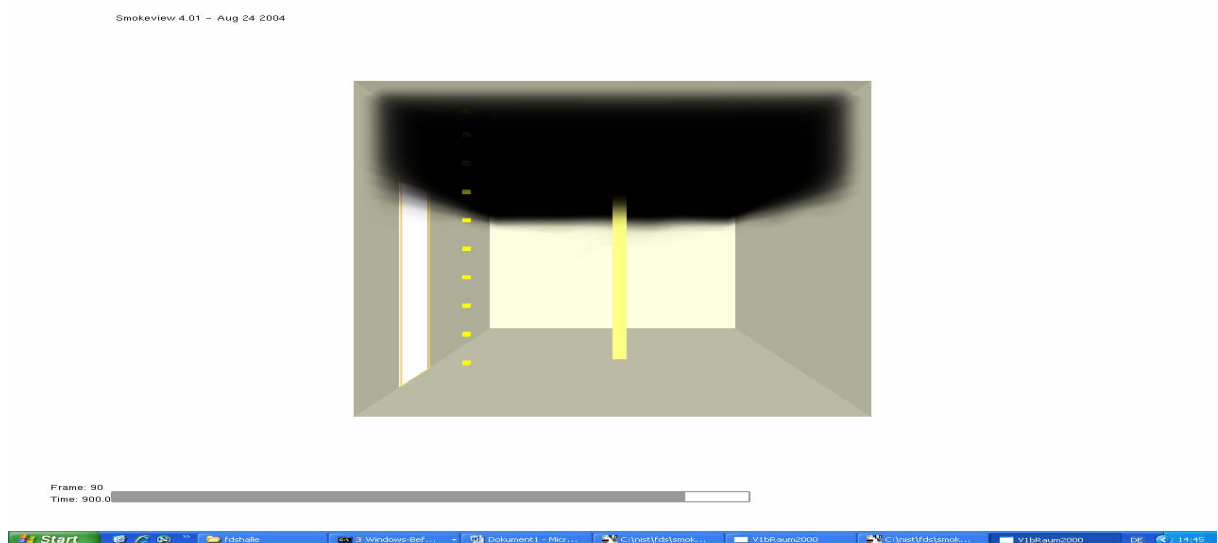 Smokeview 4.01 – Aug 24 2004
Frame: 90
Time: 900.0
Start
fdshalle
3 Windows-Bef...
Dokument1 - Micr...
C:\nist\fds\smok...
V1bRaum2000
C:\nist\fds\smok...
V1bRaum2000
DE
14:45